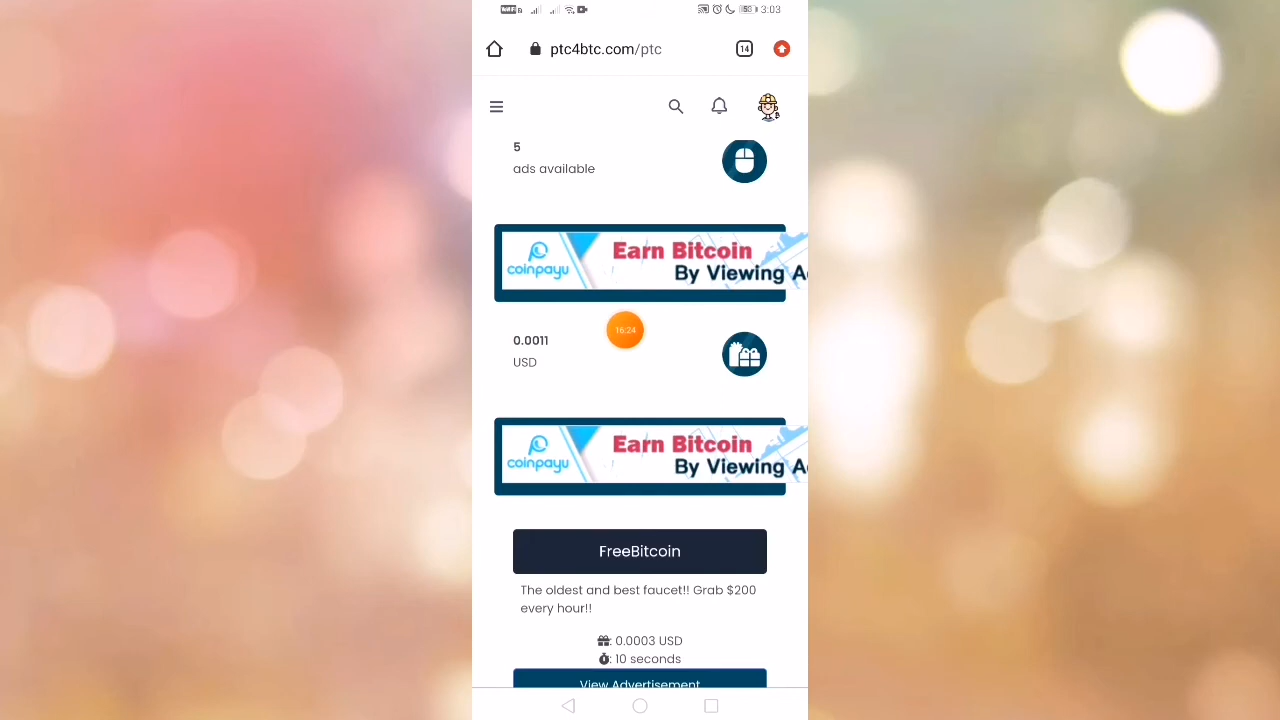 3:03
ptc4btc.com/ptc
14
5
ads available
coinpayu
Earn Bitcoin
By Viewing
16:24
0.0011
USD
coinpayu
Earn Bitcoin
By Viewing
FreeBitcoin
The oldest and best faucet!! Grab $200
every hour!!
: 0.0003 USD
: 10 seconds
View Advertisement